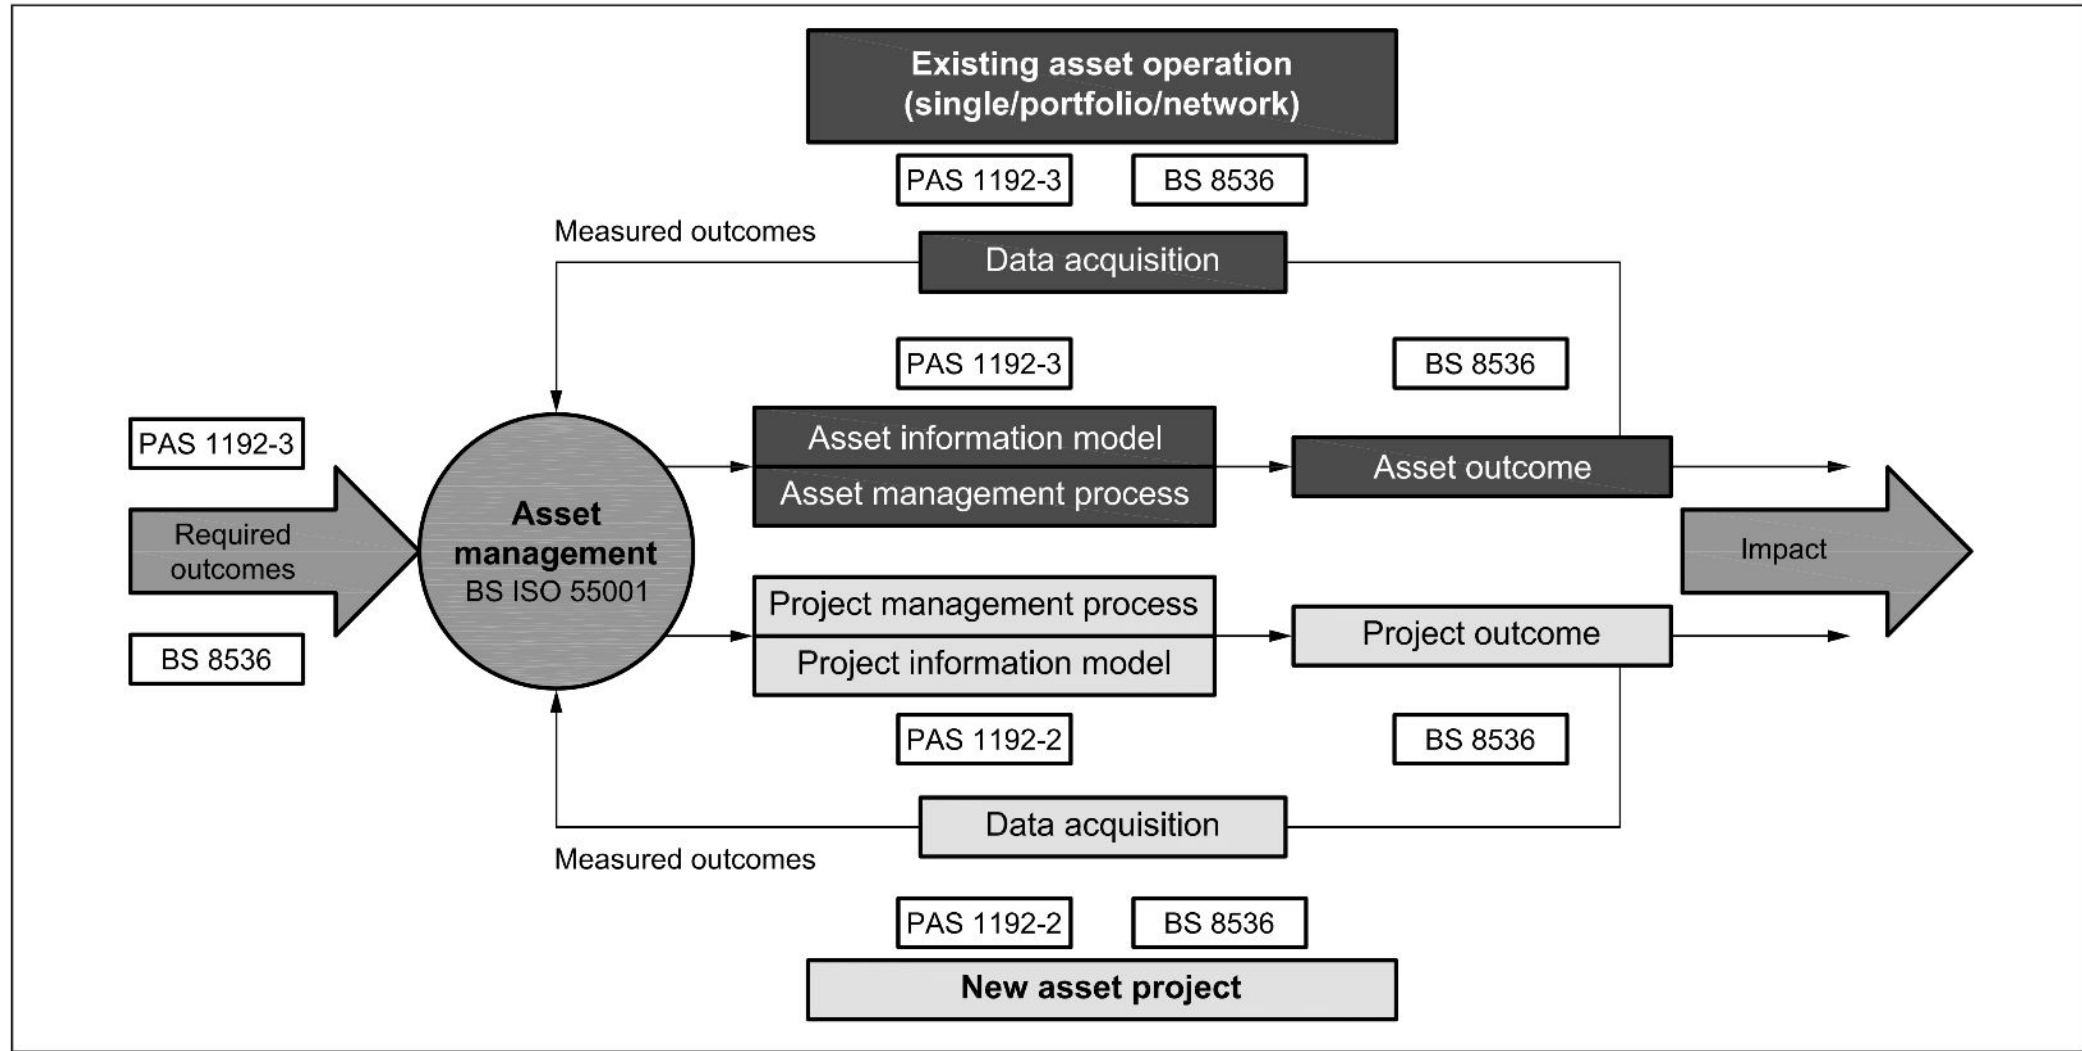 Existing asset operation
(single/portfolio/network)
PAS 1192-3
BS 8536
Measured outcomes
Data acquisition
PAS 1192-3
BS 8536
PAS 1192-3
Asset information model
Asset management process
Asset outcome
Required
outcomes
Asset
management
BS ISO 55001
Impact
Project management process
Project information model
Project outcome
BS 8536
PAS 1192-2
BS 8536
Data acquisition
Measured outcomes
PAS 1192-2
BS 8536
New asset project